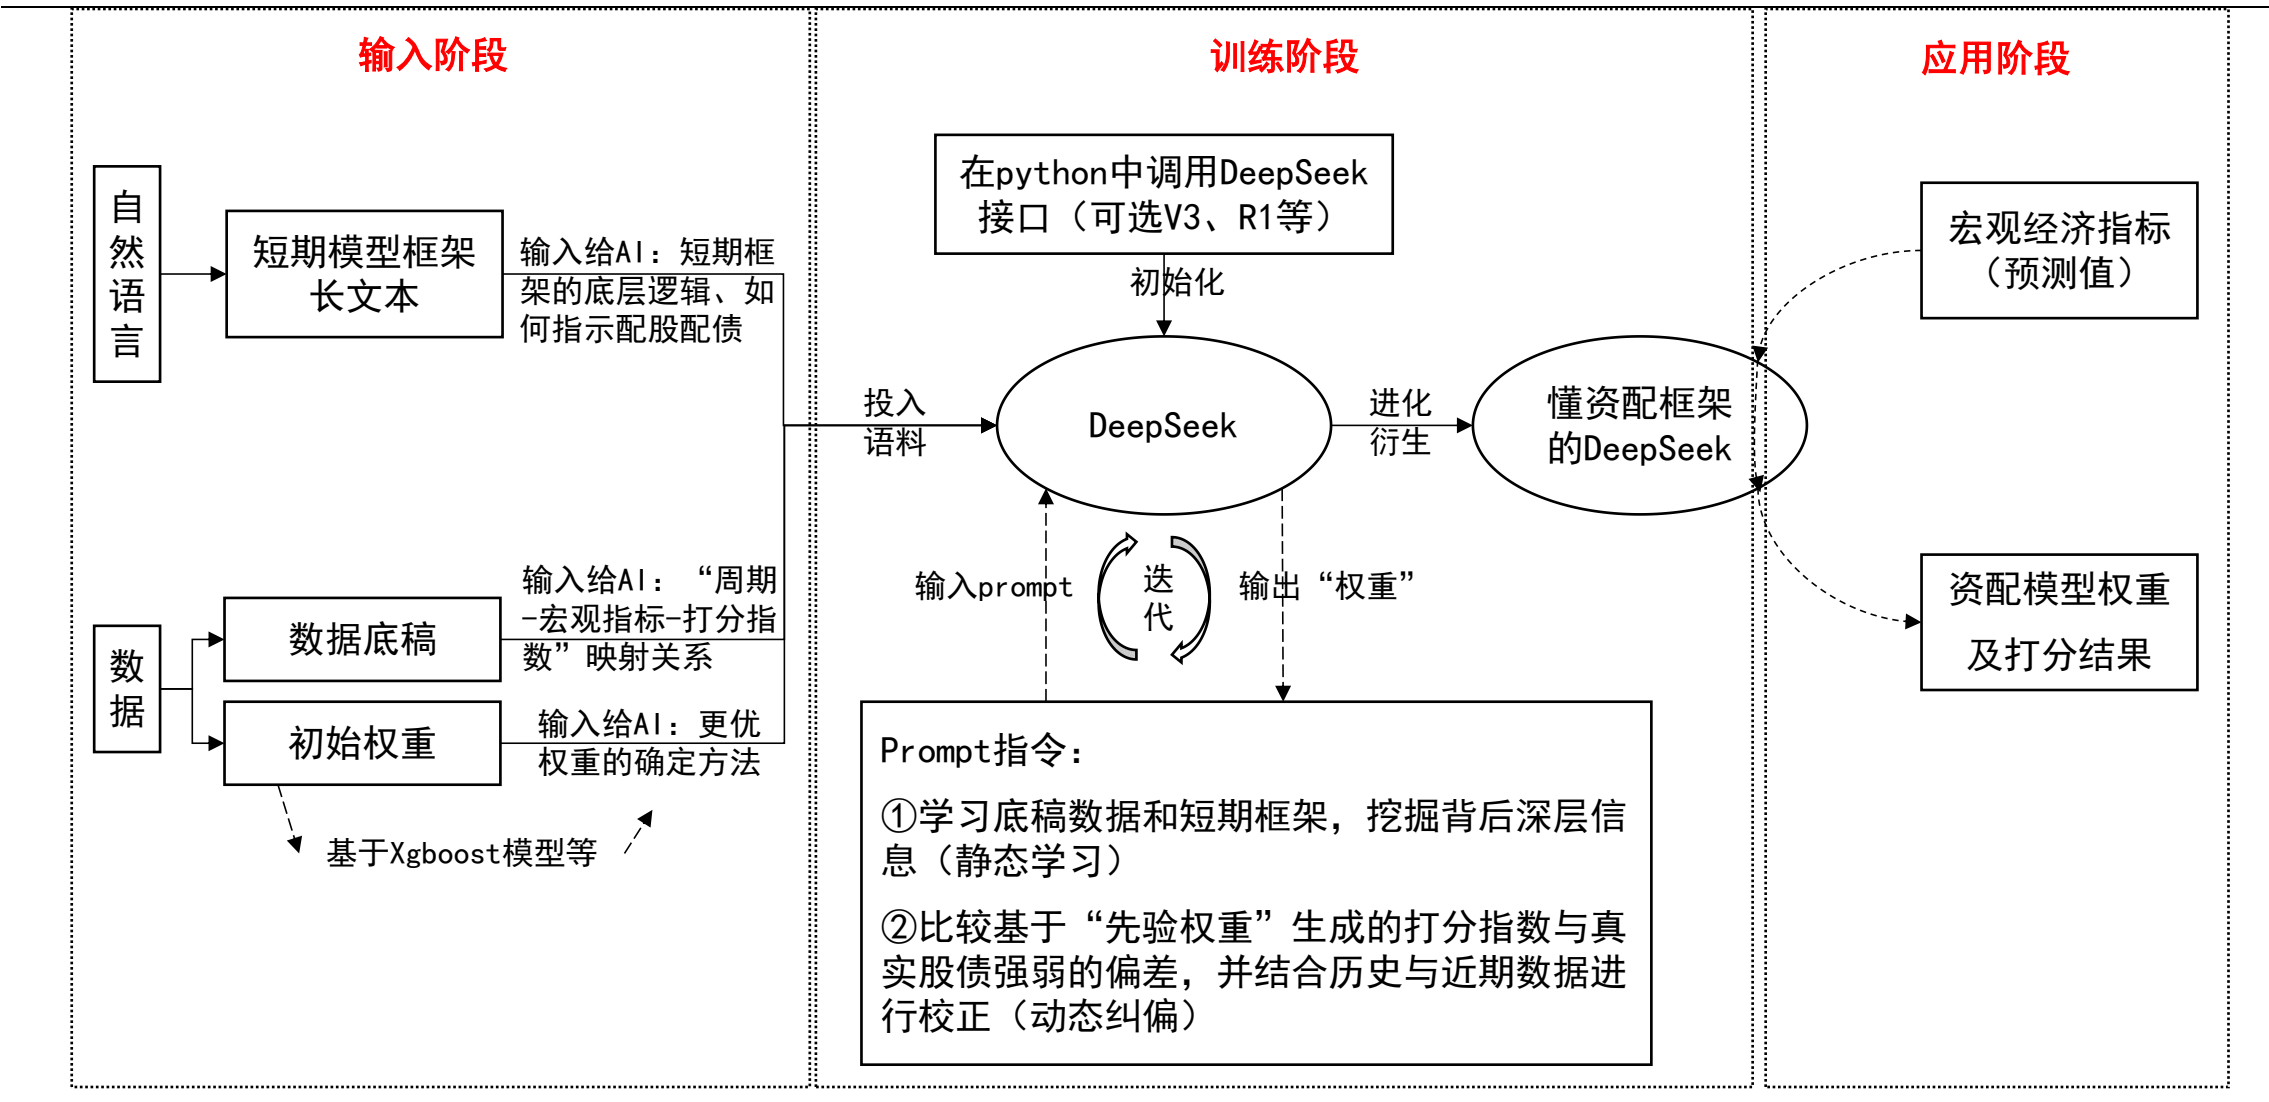 输入阶段
自
然
语
言
短期模型框架
长文本
输入给AI：短期框
架的底层逻辑、如
何指示配股配债
数
据
数据底稿
输入给AI：“周期
-宏观指标-打分指
数”映射关系
初始权重
输入给AI：更优
权重的确定方法
基于Xgboost模型等
训练阶段
在python中调用DeepSeek
接口（可选V3、R1等）
初始化
投入
语料
DeepSeek
进化
衍生
懂资配框架
的DeepSeek
输入prompt
迭
代
输出“权重”
Prompt指令：
①学习底稿数据和短期框架，挖掘背后深层信
息（静态学习）
②比较基于“先验权重”生成的打分指数与真
实股债强弱的偏差，并结合历史与近期数据进
行校正（动态纠偏）
应用阶段
宏观经济指标
（预测值）
资配模型权重
及打分结果